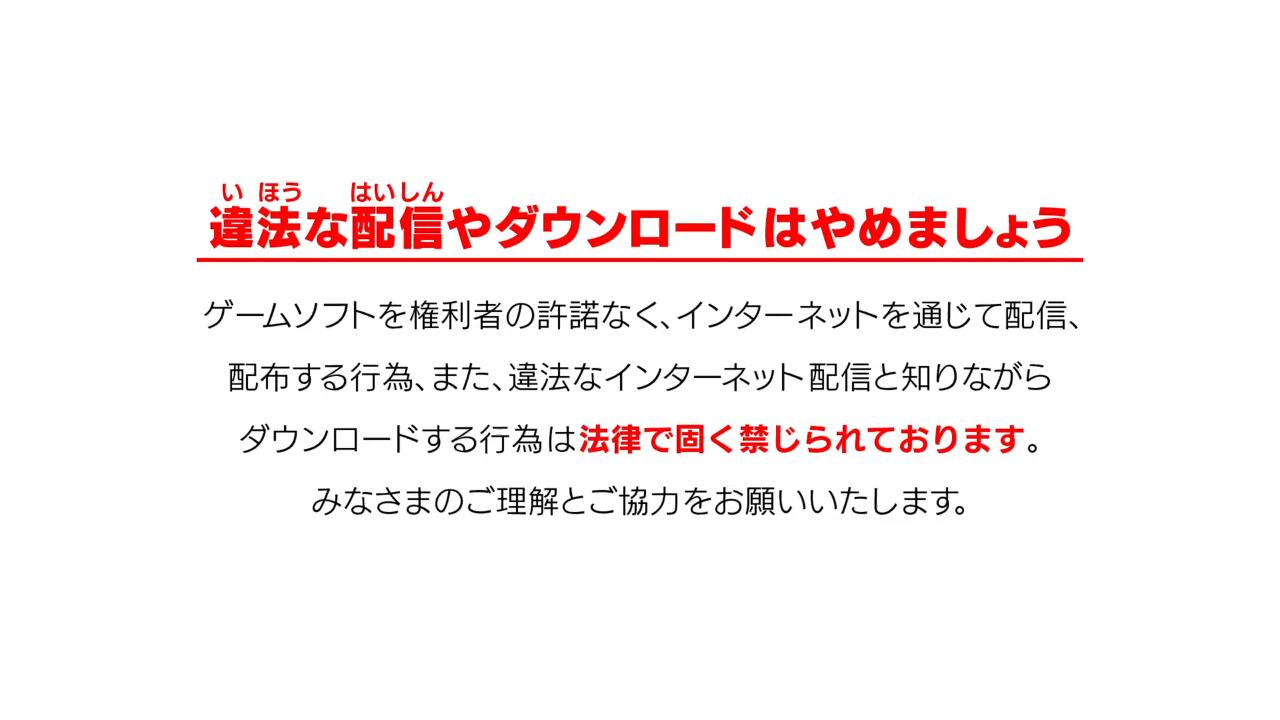 い ほう はい しん
違法な配信やダウンロードはやめましょう
ゲームソフトを権利者の許諾なく、インターネットを通じて配信、
配布する行為、また、違法なインターネット配信と知りながら
ダウンロードする行為は法律で固く禁じられております。
みなさまのご理解とご協力をお願いいたします。